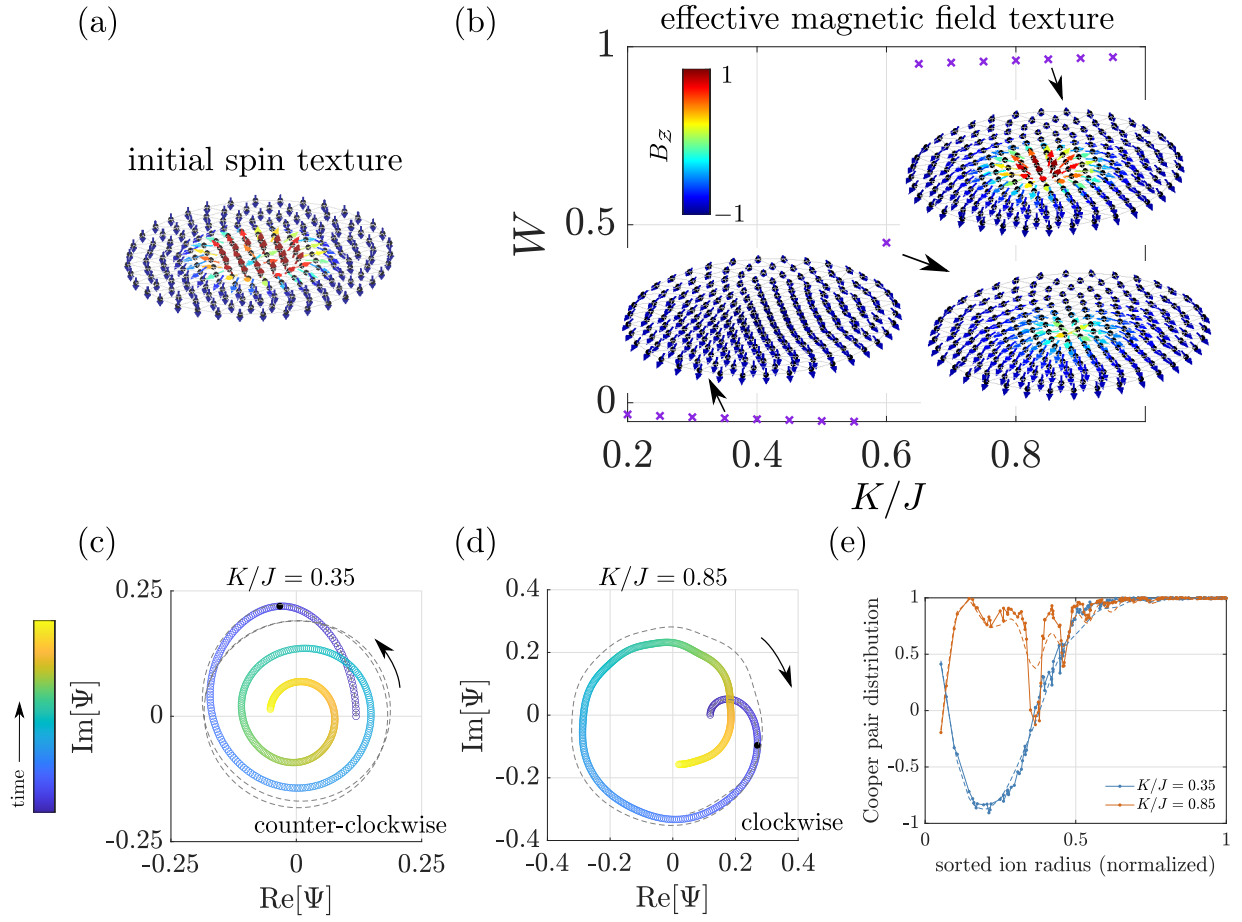 (a)
initial spin texture
(b)
effective magnetic field texture
1
0.5
0
W
1
B_Z
−1
0.2
0.4
0.6
0.8
K/J
(c)
K/J = 0.35
0.25
0
-0.25
Im[Ψ]
time
counter-clockwise
-0.25
0
0.25
Re[Ψ]
(d)
K/J = 0.85
0.4
0.2
0
-0.2
-0.4
Im[Ψ]
clockwise
-0.4
-0.2
0
0.2
0.4
Re[Ψ]
(e)
1
0.5
0
-0.5
-1
Cooper pair distribution
K/J = 0.35
K/J = 0.85
0
0.5
1
sorted ion radius (normalized)